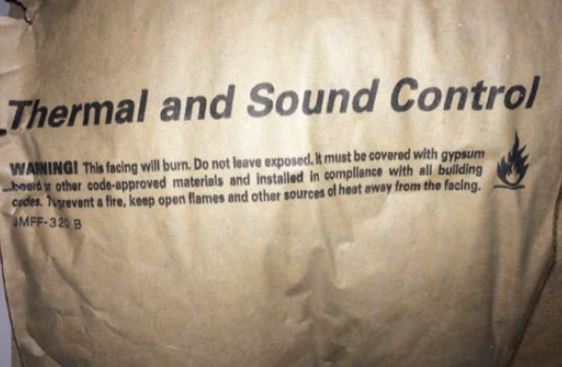 Thermal and Sound Control
WARNING! This facing will burn. Do not leave exposed. It must be covered with gypsum
board or other code-approved materials and installed in compliance with all building
codes. To prevent a fire, keep open flames and other sources of heat away from the facing.